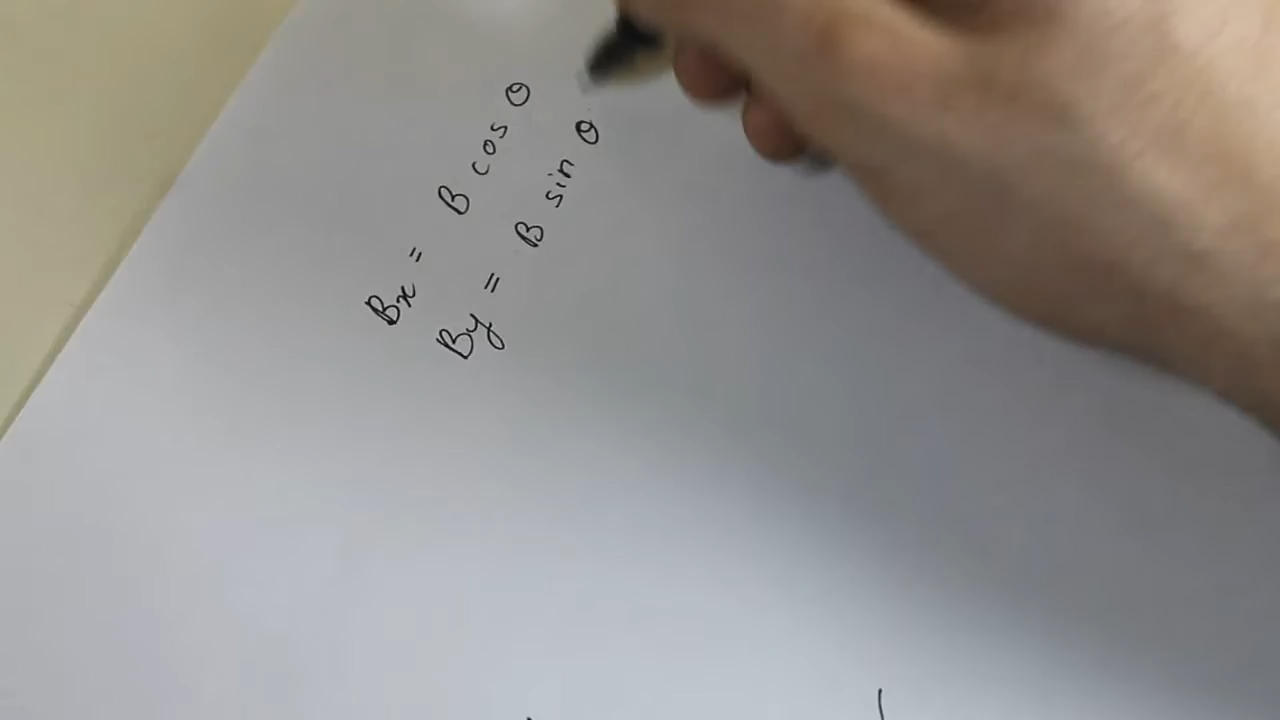 Bx = B cos θ
By = B sin θ